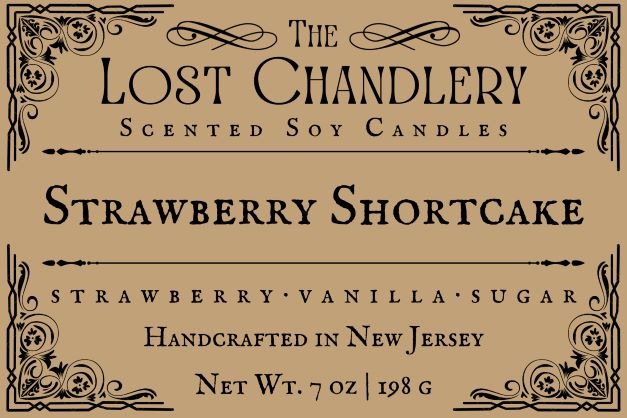 The
Lost Chandlery
Scented Soy Candles
Strawberry Shortcake
STRAWBERRY·VANILLA·SUGAR
Handcrafted in New Jersey
Net Wt. 7 oz | 198 g